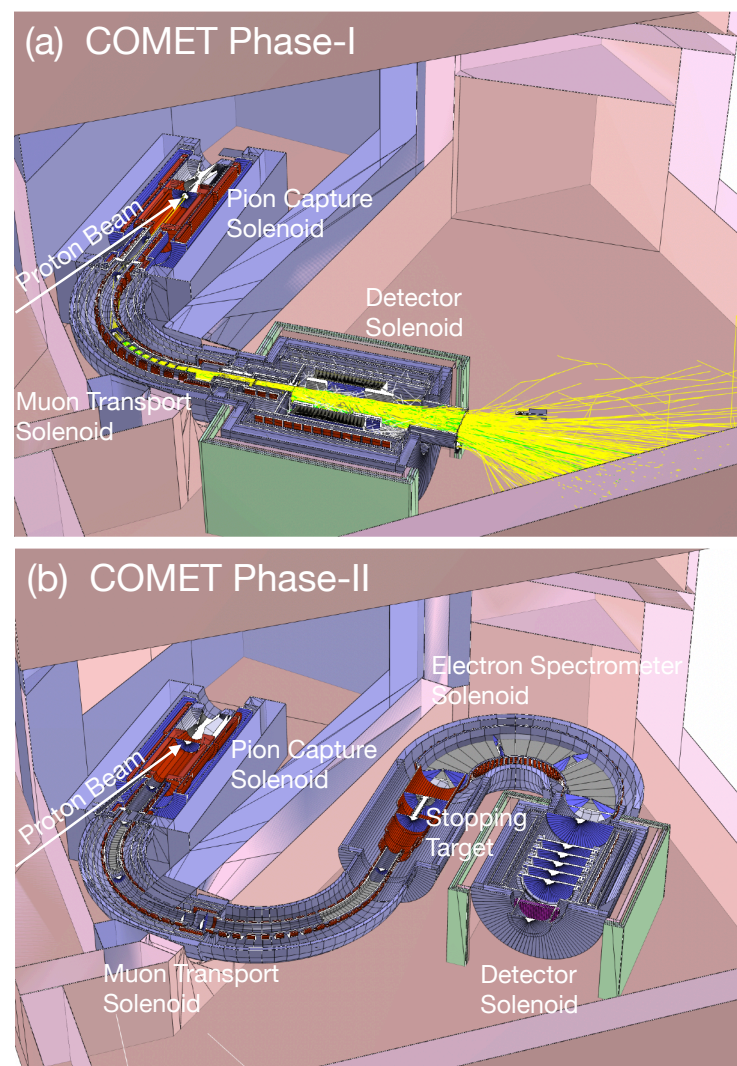 (a) COMET Phase-I
Pion Capture
Solenoid
Proton Beam
Detector
Solenoid
Muon Transport
Solenoid
(b) COMET Phase-II
Electron Spectrometer
Solenoid
Pion Capture
Solenoid
Proton Beam
Stopping
Target
Muon Transport
Solenoid
Detector
Solenoid